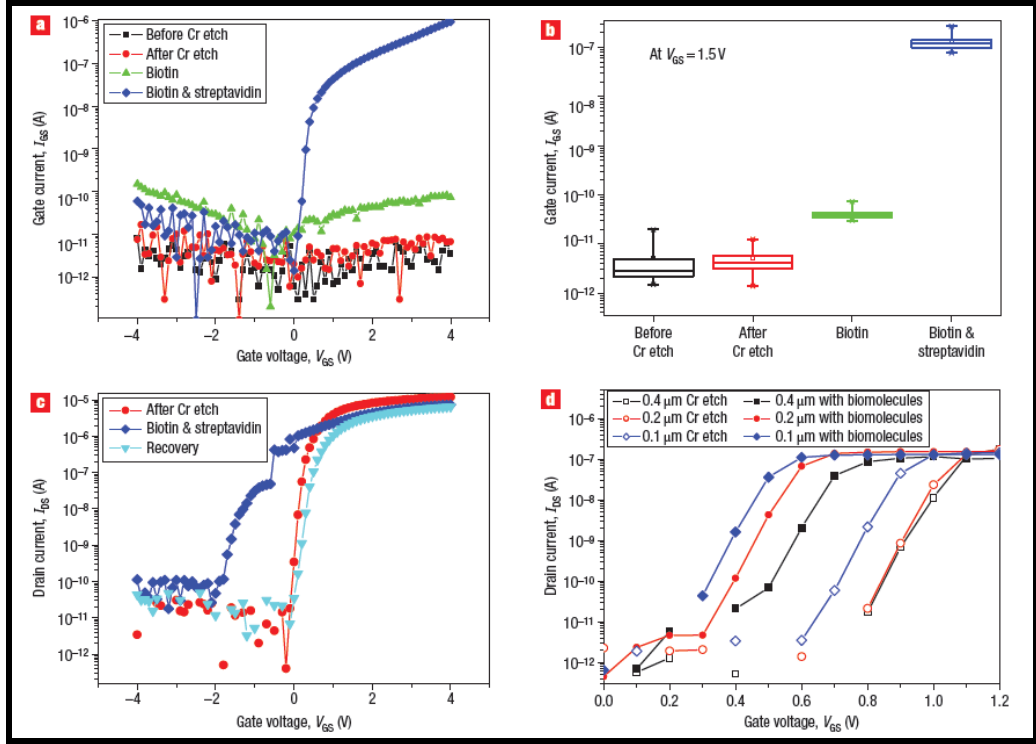 a
Before Cr etch
After Cr etch
Biotin
Biotin & streptavidin
10⁻⁶
10⁻⁷
10⁻⁸
10⁻⁹
10⁻¹⁰
10⁻¹¹
10⁻¹²
Gate current, I_GS (A)
−4 −2 0 2 4
Gate voltage, V_GS (V)
b
At V_GS = 1.5 V
10⁻⁷
10⁻⁸
10⁻⁹
10⁻¹⁰
10⁻¹¹
10⁻¹²
Gate current, I_GS (A)
Before
Cr etch
After
Cr etch
Biotin
Biotin &
streptavidin
c
After Cr etch
Biotin & streptavidin
Recovery
10⁻⁵
10⁻⁶
10⁻⁷
10⁻⁸
10⁻⁹
10⁻¹⁰
10⁻¹¹
10⁻¹²
Drain current, I_DS (A)
−4 −2 0 2 4
Gate voltage, V_GS (V)
d
0.4 μm Cr etch 0.4 μm with biomolecules
0.2 μm Cr etch 0.2 μm with biomolecules
0.1 μm Cr etch 0.1 μm with biomolecules
10⁻⁶
10⁻⁷
10⁻⁸
10⁻⁹
10⁻¹⁰
10⁻¹¹
10⁻¹²
Drain current, I_DS (A)
0.0 0.2 0.4 0.6 0.8 1.0 1.2
Gate voltage, V_GS (V)